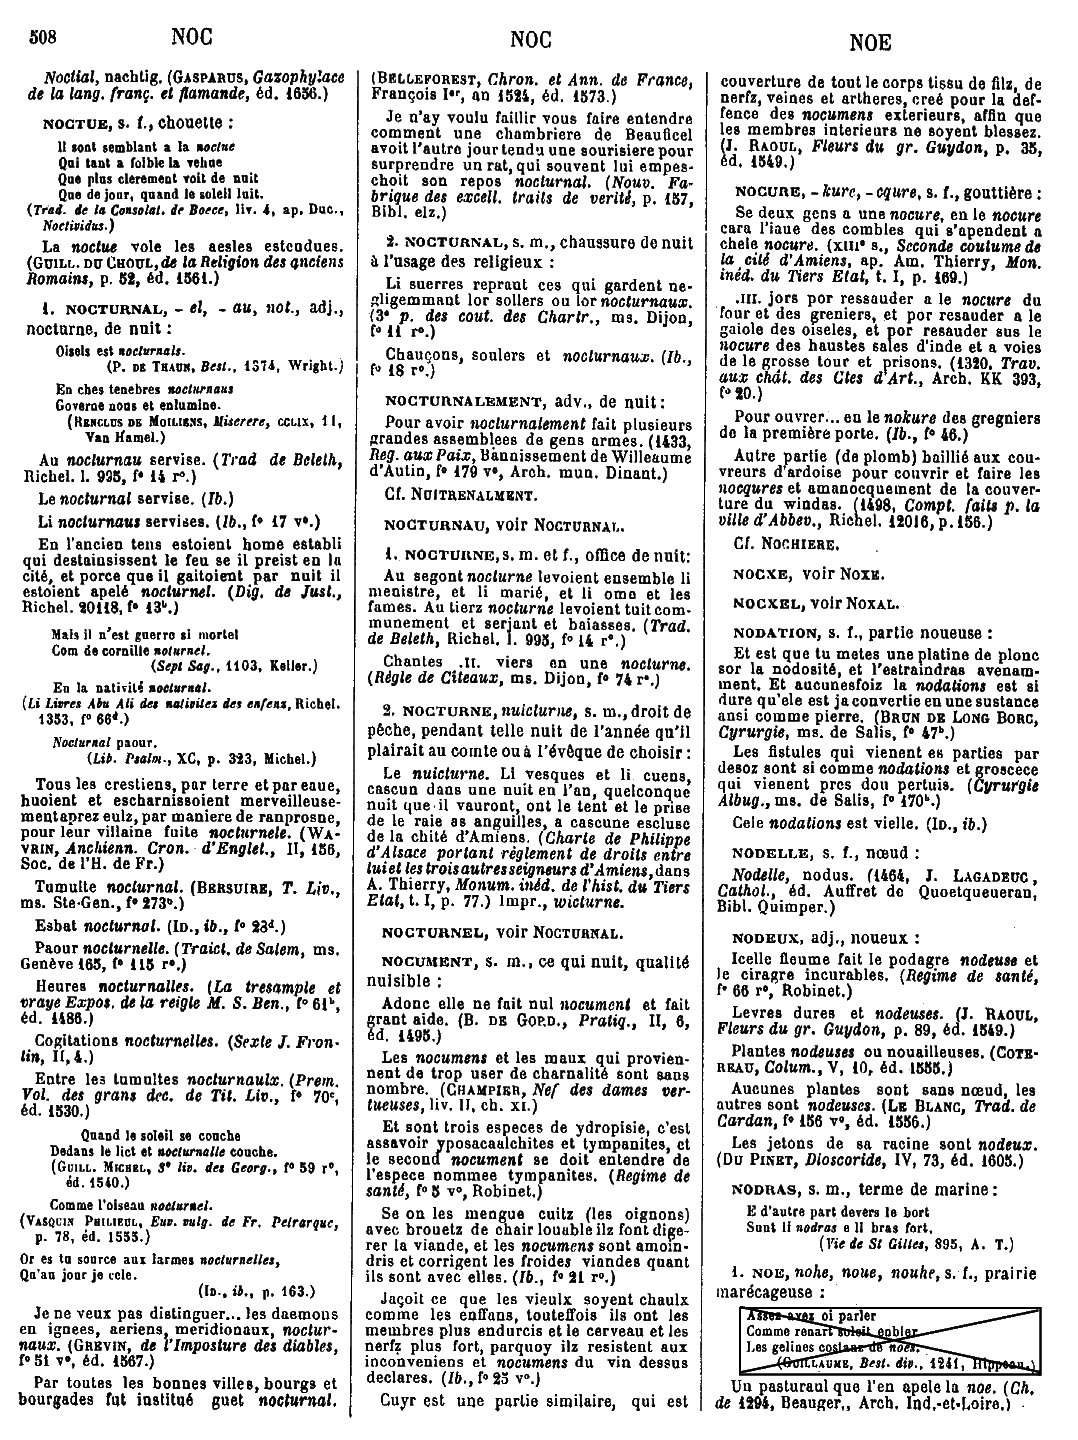 508 NOC NOC NOE
Noctial, nachtig. (GASPARUS, Gazophylace
de la lang. franç. et flamande, éd. 1656.)
NOCTUE, s. f., chouette :
Il sont semblant a la noctue
Qui tant a foible la vehue
Que plus clerement voit de nuit
Que de jour, quand le soleil luit.
(Trad. de la Consolat. de Boece, liv. 4, ap. Duc.,
Noctividus.)
La noctue vole les aesles estendues.
(GUILL. DU CHOUL, de la Religion des anciens
Romains, p. 52, éd. 1561.)
1. NOCTURNAL, - el, - au, not., adj.,
nocturne, de nuit :
Oisels est nocturnals.
(P. DE THAUN, Best., 1374, Wright.)
En ches tenebres nocturnaus
Governe nous et enlumine.
(RENCLUS DE MOILIENS, Miserere, CCLIX, 11,
Van Hamel.)
Au nocturnau servise. (Trad de Beleth,
Richel. l. 995, f° 14 r°.)
Le nocturnal servise. (Ib.)
Li nocturnaus servises. (Ib., f° 17 v°.)
En l'ancien tens estoient home establi
qui destainsissent le feu se il preist en la
cité, et porce que il gaitoient par nuit il
estoient apelé nocturnel. (Dig. de Just.,
Richel. 20118, f° 13ᵇ.)
Mais il n'est guerre si mortel
Com de cornille noturnel.
(Sept Sag., 1103, Keller.)
En la nativité nocturnal.
(Li Livres Abu Ali des nativitez des enfens, Richel.
1353, f° 66ᵈ.)
Nocturnal paour.
(Lib. Psalm., XC, p. 323, Michel.)
Tous les crestiens, par terre et par eaue,
huoient et escharnissoient merveilleuse-
ment aprez eulz, par maniere de ranprosne,
pour leur villaine fuite nocturnele. (WA-
VRIN, Anchienn. Cron. d'Englet., II, 156,
Soc. de l'H. de Fr.)
Tumulte nocturnal. (BERSUIRE, T. Liv.,
ms. Ste-Gen., f° 273ᵇ.)
Esbat nocturnal. (ID., ib., f° 23ᵈ.)
Paour nocturnelle. (Traict. de Salem, ms.
Genève 165, f° 115 r°.)
Heures nocturnalles. (La tresample et
vraye Expos. de la reigle M. S. Ben., f° 61ᵇ,
éd. 1486.)
Cogitations nocturnelles. (Sexte J. Fron-
tin, II, 4.)
Entre les tumultes nocturnaulx. (Prem.
Vol. des grans dec. de Tit. Liv., f° 70ᶜ,
éd. 1530.)
Quand le soleil se couche
Dedans le lict et nocturnalle couche.
(GUILL. MICHEL, 3ᵉ liv. des Georg., f° 59 r°,
éd. 1540.)
Comme l'oiseau nocturnel.
(VASQUIN PHILIEUL, Euv. vulg. de Fr. Petrarque,
p. 78, éd. 1555.)
Or es tu source aux larmes nocturnelles,
Qu'au jour je cele.
(ID., ib., p. 163.)
Je ne veux pas distinguer... les daemons
en ignees, aeriens, meridionaux, noctur-
naux. (GREVIN, de l'Imposture des diables,
f° 51 v°, éd. 1567.)
Par toutes les bonnes villes, bourgs et
bourgades fut institué guet nocturnal.
(BELLEFOREST, Chron. et Ann. de France,
François Iᵉʳ, an 1524, éd. 1573.)
Je n'ay voulu faillir vous faire entendre
comment une chambriere de Beauficel
avoit l'autre jour tendu une sourisiere pour
surprendre un rat, qui souvent lui empes-
choit son repos nocturnal. (Nouv. Fa-
brique des excell. traits de verité, p. 157,
Bibl. elz.)
2. NOCTURNAL, s. m., chaussure de nuit
à l'usage des religieux :
Li suerres reprant ces qui gardent ne-
gligemmant lor sollers ou lor nocturnaux.
(3ᵉ p. des cout. des Chartr., ms. Dijon,
f° 11 r°.)
Chauçons, soulers et nocturnaux. (Ib.,
f° 18 r°.)
NOCTURNALEMENT, adv., de nuit :
Pour avoir nocturnalement fait plusieurs
grandes assemblees de gens armes. (1433,
Reg. aux Paix, Bannissement de Willeaume
d'Autin, f° 179 v°, Arch. mun. Dinant.)
Cf. NUITRENALMENT.
NOCTURNAU, voir NOCTURNAL.
1. NOCTURNE, s. m. et f., office de nuit :
Au segont nocturne levoient ensemble li
menistre, et li marié, et li ome et les
fames. Au tierz nocturne levoient tuit com-
munement et serjant et baiasses. (Trad.
de Beleth, Richel. l. 995, f° 14 r°.)
Chantes .II. viers en une nocturne.
(Règle de Citeaux, ms. Dijon, f° 74 r°.)
2. NOCTURNE, nuicturne, s. m., droit de
pêche, pendant telle nuit de l'année qu'il
plairait au comte ou à l'évêque de choisir :
Le nuicturne. Li vesques et li cuens,
cascun dans une nuit en l'an, quelconque
nuit que il vauront, ont le tent et le prise
de le raie as anguilles, a cascune escluse
de la chité d'Amiens. (Charte de Philippe
d'Alsace portant règlement de droits entre
lui et les trois autres seigneurs d'Amiens, dans
A. Thierry, Monum. inéd. de l'hist. du Tiers
Etat, t. I, p. 77.) Impr., wicturne.
NOCTURNEL, voir NOCTURNAL.
NOCUMENT, s. m., ce qui nuit, qualité
nuisible :
Adonc elle ne fait nul nocument et fait
grant aide. (B. DE GORD., Pratiq., II, 6,
éd. 1495.)
Les nocumens et les maux qui provien-
nent de trop user de charnalité sont sans
nombre. (CHAMPIER, Nef des dames ver-
tueuses, liv. II, ch. XI.)
Et sont trois especes de ydropisie, c'est
assavoir yposacaulchites et tympanites, et
le second nocument se doit entendre de
l'espece nommee tympanites. (Regime de
santé, f° 5 v°, Robinet.)
Se on les mengue cuitz (les oignons)
avec brouetz de chair louable ilz font dige-
rer la viande, et les nocumens sont amoin-
dris et corrigent les froides viandes quant
ils sont avec elles. (Ib., f° 21 r°.)
Jaçoit ce que les vieulx soyent chaulx
comme les enffans, touteffois ils ont les
membres plus endurcis et le cerveau et les
nerfz plus fort, parquoy ilz resistent aux
inconveniens et nocumens du vin dessus
declares. (Ib., f° 25 v°.)
Cuyr est une partie similaire, qui est
couverture de tout le corps tissu de filz, de
nerfz, veines et artheres, creé pour la def-
fence des nocumens exterieurs, affin que
les membres interieurs ne soyent blessez.
(J. RAOUL, Fleurs du gr. Guydon, p. 35,
éd. 1549.)
NOCURE, - kure, - cqure, s. f., gouttière :
Se deux gens a une nocure, en le nocure
cara l'iaue des combles qui s'apendent a
chele nocure. (XIIIᵉ s., Seconde coutume de
la cité d'Amiens, ap. Am. Thierry, Mon.
inéd. du Tiers Etat, t. I, p. 169.)
.III. jors por ressauder a le nocure du
four et des greniers, et por resauder a le
gaiole des oiseles, et por resauder sus le
nocure des haustes sales d'inde et a voies
de le grosse tour et prisons. (1320, Trav.
aux chât. des Ctes d'Art., Arch. KK 393,
f° 20.)
Pour ouvrer... en le nokure des gregniers
de la première porte. (Ib., f° 46.)
Autre partie (de plomb) baillié aux cou-
vreurs d'ardoise pour couvrir et faire les
nocqures et amanocquement de la couver-
ture du windas. (1498, Compt. faits p. la
ville d'Abbev., Richel. 12016, p. 156.)
Cf. NOCHIERE.
NOCXE, voir NOXE.
NOCXEL, voir NOXAL.
NODATION, s. f., partie noueuse :
Et est que tu metes une platine de plonc
sor la nodosité, et l'estraindras avenam-
ment. Et aucunesfoiz la nodations est si
dure qu'ele est ja convertie en une sustance
ansi comme pierre. (BRUN DE LONG BORC,
Cyrurgie, ms. de Salis, f° 47ᵇ.)
Les fistules qui vienent es parties par
desoz sont si comme nodations et groscece
qui vienent pres dou pertuis. (Cyrurgie
Albug., ms. de Salis, f° 170ᵇ.)
Cele nodations est vielle. (ID., ib.)
NODELLE, s. f., nœud :
Nodelle, nodus. (1464, J. LAGADEUC,
Cathol., éd. Auffret de Quoetqueueran,
Bibl. Quimper.)
NODEUX, adj., noueux :
Icelle fleume fait le podagre nodeuse et
le ciragre incurables. (Regime de santé,
f° 66 r°, Robinet.)
Levres dures et nodeuses. (J. RAOUL,
Fleurs du gr. Guydon, p. 89, éd. 1549.)
Plantes nodeuses ou nouailleuses. (COTE-
REAU, Colum., V, 10, éd. 1555.)
Aucunes plantes sont sans nœud, les
autres sont nodeuses. (LE BLANC, Trad. de
Cardan, f° 156 v°, éd. 1556.)
Les jetons de sa racine sont nodeux.
(DU PINET, Dioscoride, IV, 73, éd. 1605.)
NODRAS, s. m., terme de marine :
E d'autre part devers le bort
Sunt li nodras e li bras fort.
(Vie de St Gilles, 895, A. T.)
1. NOE, nohe, noue, nouhe, s. f., prairie
marécageuse :
Assez avez oi parler
Comme renart soleit enbler
Les gelines costanz de noes.
(GUILLAUME, Best. div., 1241, Hippeau.)
Un pasturaul que l'en apele la noe. (Ch.
de 1294, Beauger., Arch. Ind.-et-Loire.)